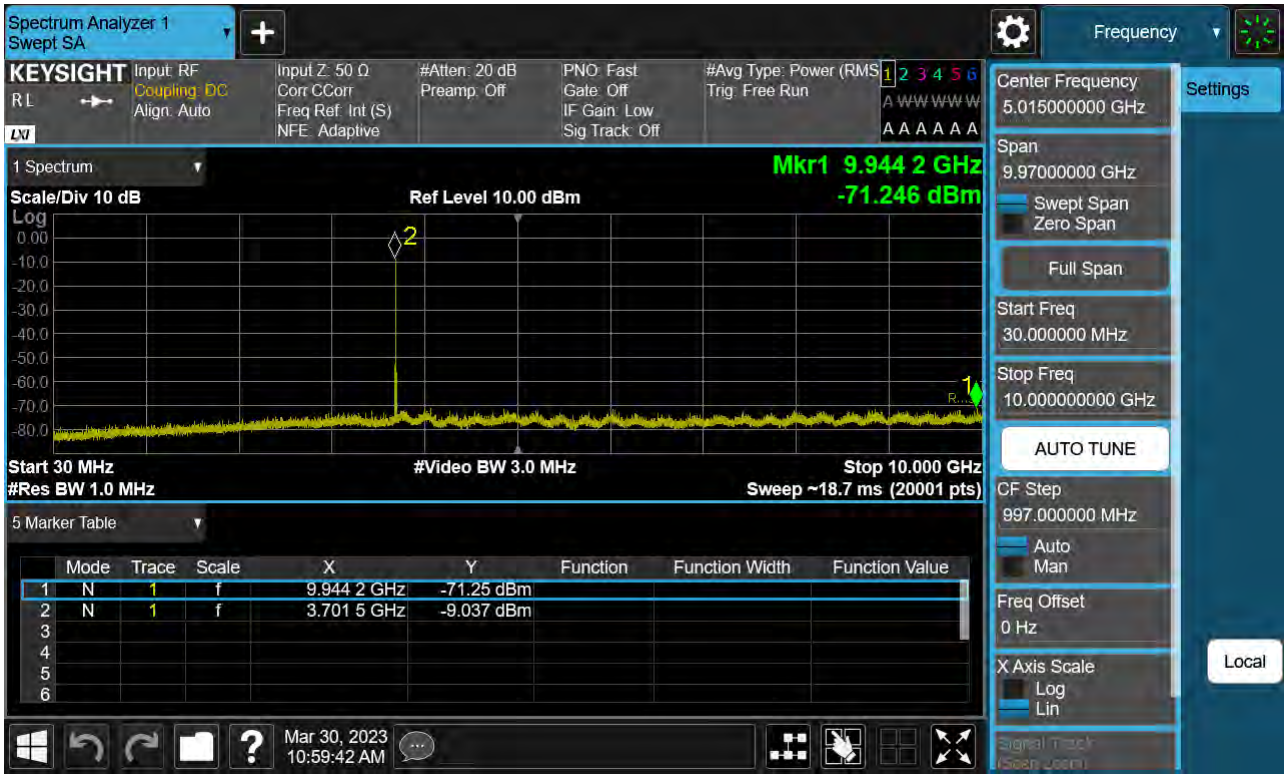 Spectrum Analyzer 1
Swept SA
Frequency
KEYSIGHT
RL
LXI
Input: RF
Coupling: DC
Align: Auto
Input Z: 50 Ω
Corr CCorr
Freq Ref: Int (S)
NFE: Adaptive
#Atten: 20 dB
Preamp: Off
PNO: Fast
Gate: Off
IF Gain: Low
Sig Track: Off
#Avg Type: Power (RMS
Trig: Free Run
1 2 3 4 5 6
A W W W W W
A A A A A A
1 Spectrum
Mkr1 9.944 2 GHz
Scale/Div 10 dB
Ref Level 10.00 dBm
-71.246 dBm
Log
0.00
-10.0
-20.0
-30.0
-40.0
-50.0
-60.0
-70.0
-80.0
2
1
Start 30 MHz
#Video BW 3.0 MHz
Stop 10.000 GHz
#Res BW 1.0 MHz
Sweep ~18.7 ms (20001 pts)
5 Marker Table
Mode Trace Scale X Y Function Function Width Function Value
1 N 1 f 9.944 2 GHz -71.25 dBm
2 N 1 f 3.701 5 GHz -9.037 dBm
3
4
5
6
Mar 30, 2023
10:59:42 AM
Center Frequency
5.015000000 GHz
Settings
Span
9.97000000 GHz
Swept Span
Zero Span
Full Span
Start Freq
30.000000 MHz
Stop Freq
10.000000000 GHz
AUTO TUNE
CF Step
997.000000 MHz
Auto
Man
Freq Offset
0 Hz
X Axis Scale
Log
Lin
Local
Signal Track
(Span Zoom)